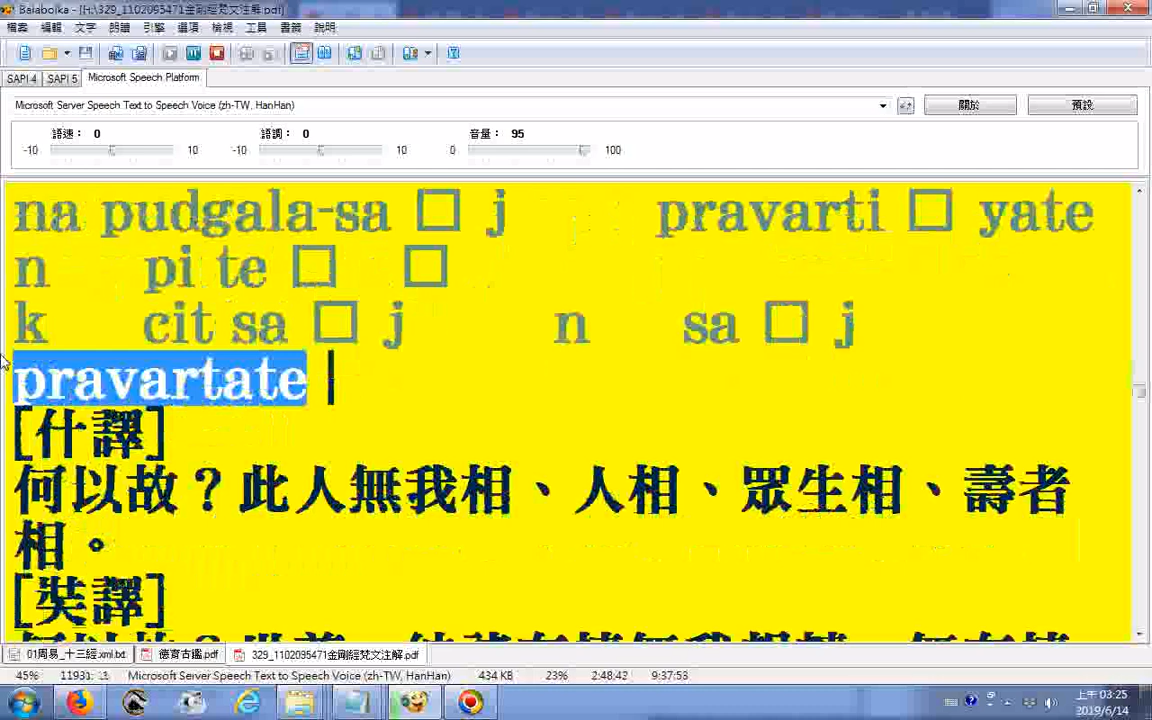 Balabolka - [H:\329_1102095471金剛經梵文注解.pdf]
檔案 編輯 文字 朗讀 引擎 選項 檢視 工具 書籤 說明
SAPI 4 SAPI 5 Microsoft Speech Platform
Microsoft Server Speech Text to Speech Voice (zh-TW, HanHan) 關於 預設
語速： 0 語調： 0 音量： 95
-10 10 -10 10 0 100
na pudgala-sa □ j pravarti □ yate
n pi te □ □
k cit sa □ j n sa □ j
pravartate |
[什譯]
何以故？此人無我相、人相、眾生相、壽者
相。
[奘譯]
01周易_十三經.xml.txt 德育古鑑.pdf 329_1102095471金剛經梵文注解.pdf
45% 11931: 11 Microsoft Server Speech Text to Speech Voice (zh-TW, HanHan) 434 KB 23% 2:48:42 9:37:53
上午 03:25
2019/6/14